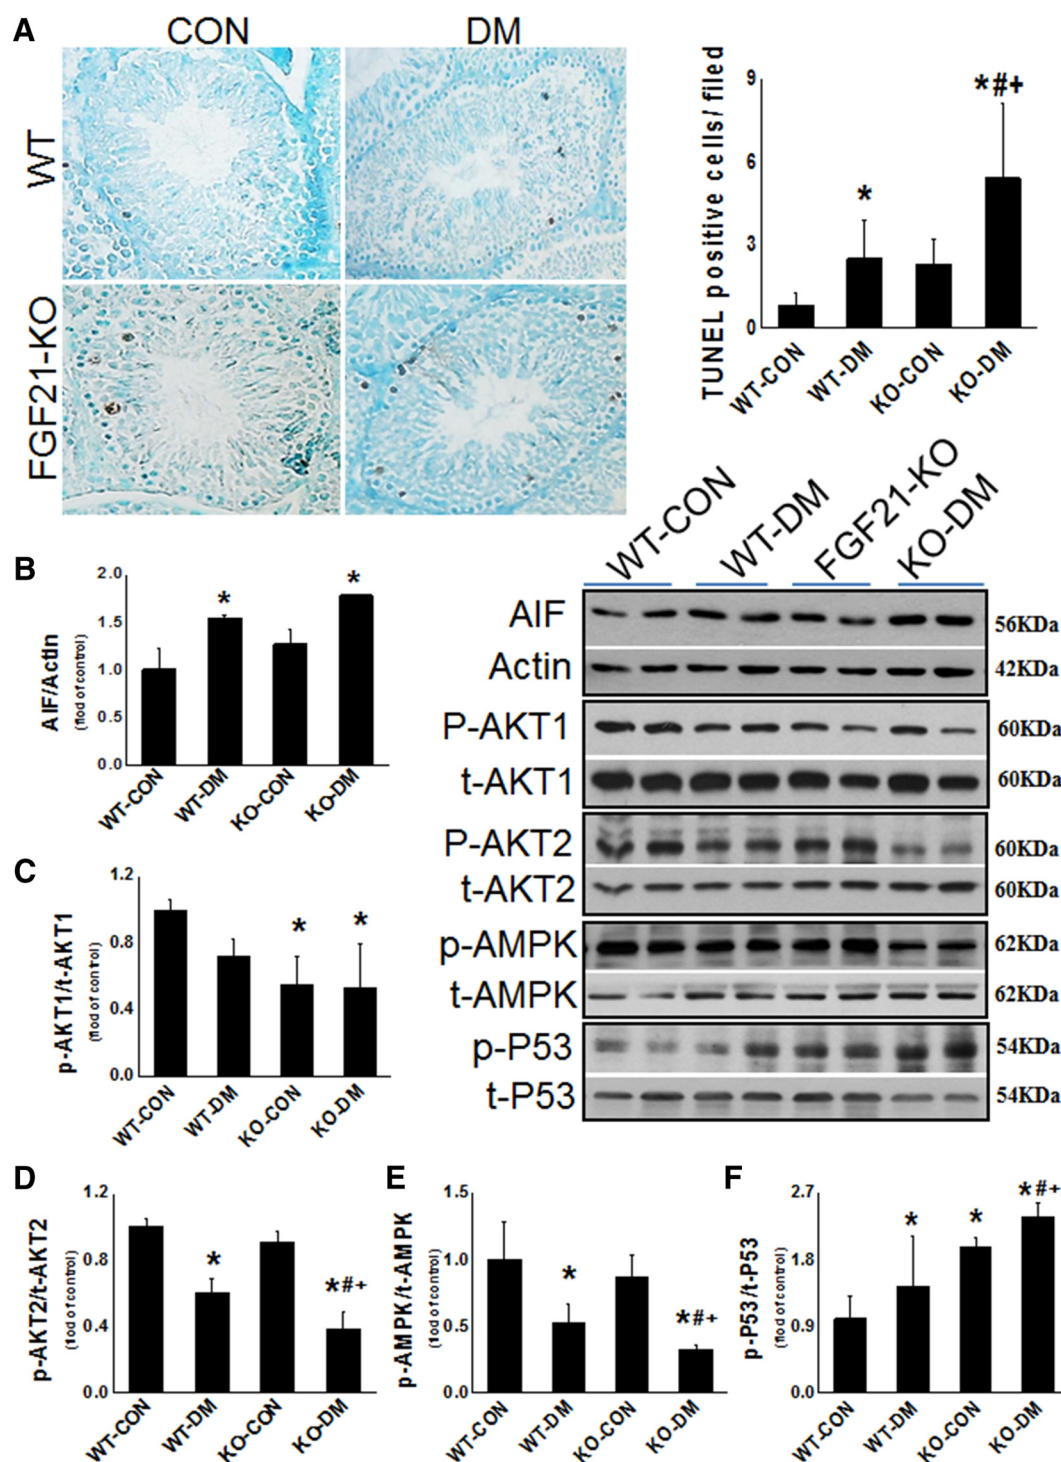 A
CON
DM
WT
FGF21-KO
TUNEL positive cells/ filed
9
6
3
0
*
*#+
WT-CON
WT-DM
KO-CON
KO-DM
B
AIF/Actin
(flod of control)
2.0
1.5
1.0
0.5
0.0
*
*
WT-CON
WT-DM
KO-CON
KO-DM
WT-CON
WT-DM
FGF21-KO
KO-DM
AIF
56KDa
Actin
42KDa
P-AKT1
60KDa
t-AKT1
60KDa
P-AKT2
60KDa
t-AKT2
60KDa
p-AMPK
62KDa
t-AMPK
62KDa
p-P53
54KDa
t-P53
54KDa
C
p-AKT1/t-AKT1
(flod of control)
1.2
0.8
0.4
0.0
*
*
WT-CON
WT-DM
KO-CON
KO-DM
D
p-AKT2/t-AKT2
(flod of control)
1.2
0.8
0.4
0.0
*
*#+
WT-CON
WT-DM
KO-CON
KO-DM
E
p-AMPK/t-AMPK
(flod of control)
1.5
1.0
0.5
0.0
*
*#+
WT-CON
WT-DM
KO-CON
KO-DM
F
p-P53/t-P53
(flod of control)
2.7
1.8
0.9
0.0
*
*
*#+
WT-CON
WT-DM
KO-CON
KO-DM